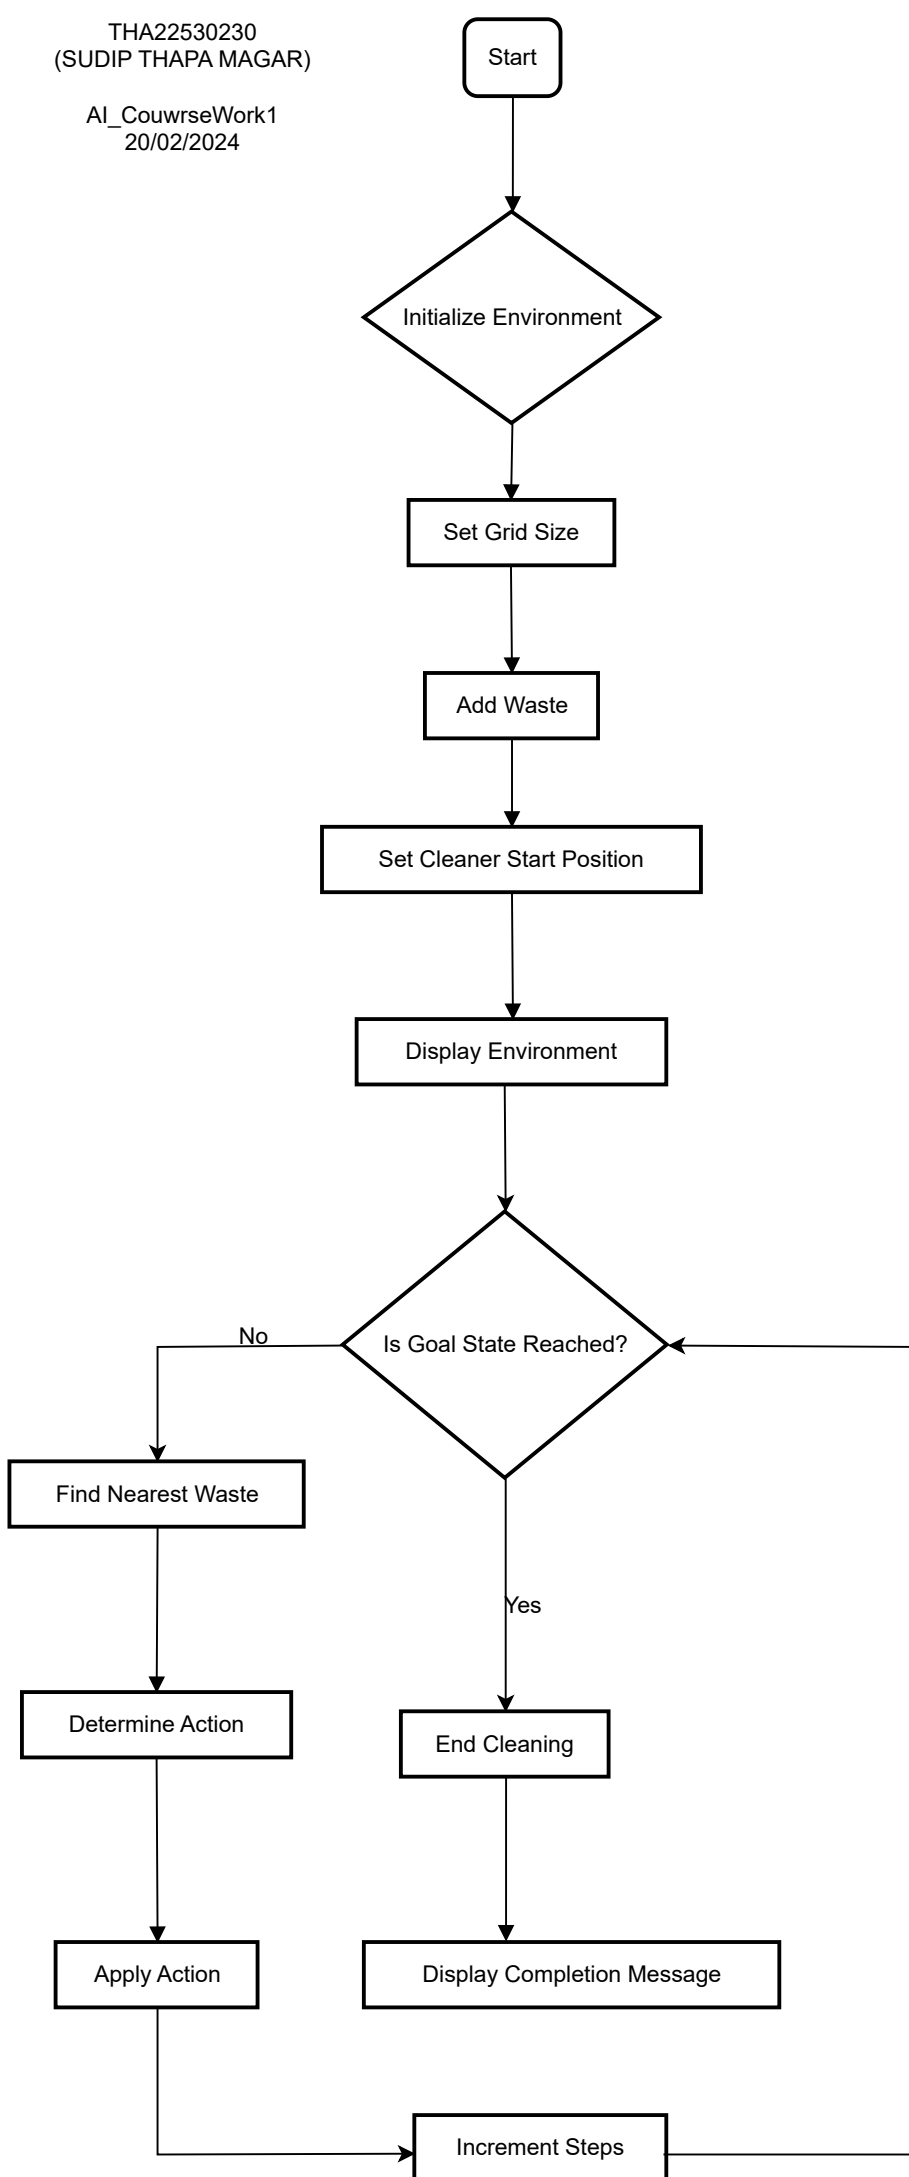 THA22530230
(SUDIP THAPA MAGAR)
AI_CouwrseWork1
20/02/2024
Start
Initialize Environment
Set Grid Size
Add Waste
Set Cleaner Start Position
Display Environment
Is Goal State Reached?
No
Find Nearest Waste
Yes
Determine Action
End Cleaning
Apply Action
Display Completion Message
Increment Steps